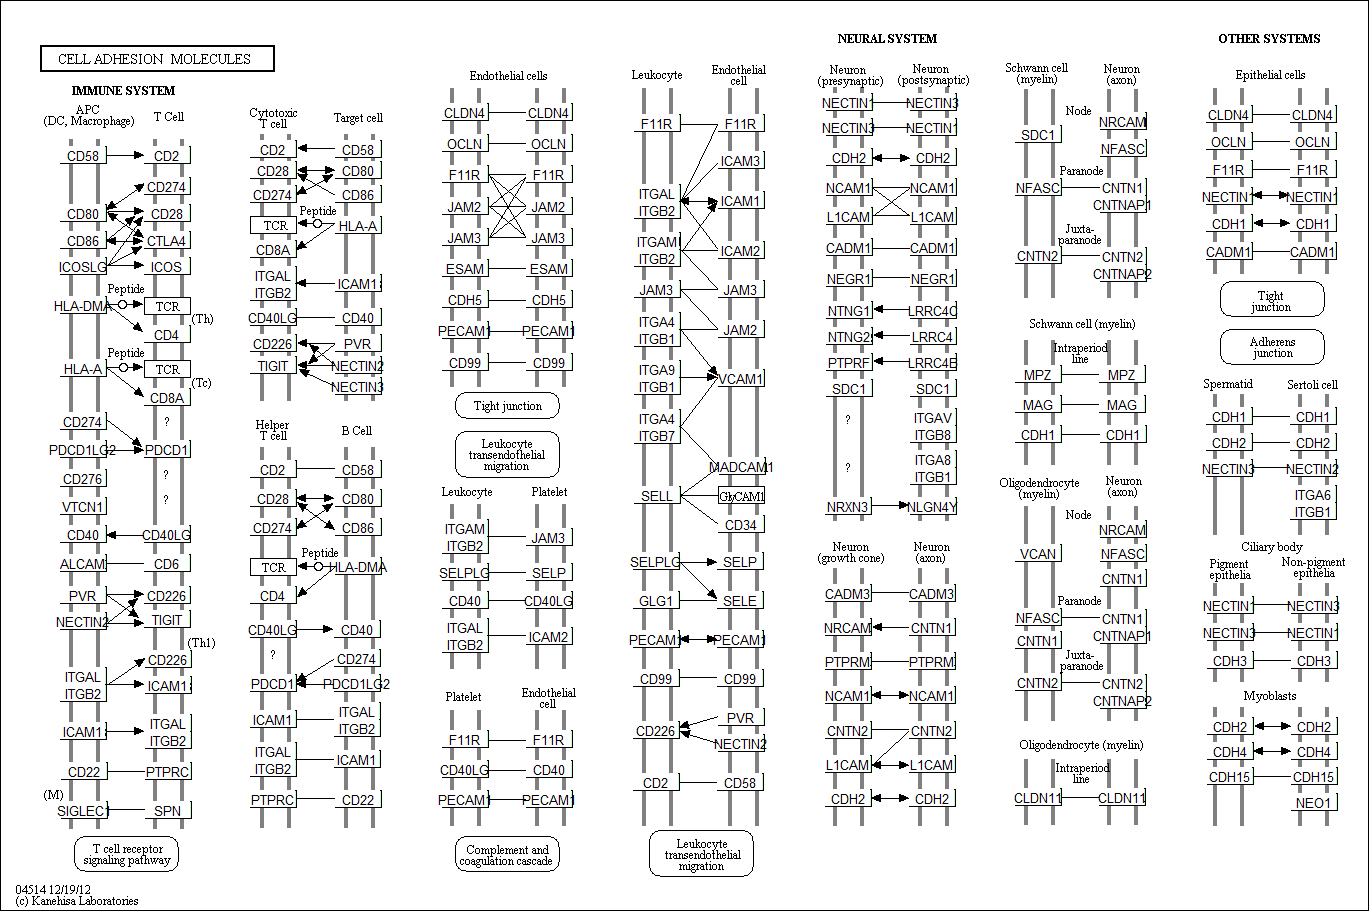 CELL ADHESION MOLECULES
IMMUNE SYSTEM
APC
(DC, Macrophage)
T Cell
CD58
CD2
CD274
CD80
CD28
CD86
CTLA4
ICOSLG
ICOS
Peptide
HLA-DMA
TCR
(Th)
CD4
Peptide
HLA-A
TCR
(Tc)
CD8A
CD274
?
PDCD1LG2
PDCD1
CD276
?
VTCN1
?
CD40
CD40LG
ALCAM
CD6
PVR
CD226
NECTIN2
TIGIT
(Th1)
CD226
ITGAL
ITGB2
ICAM1
ICAM1
ITGAL
ITGB2
CD22
PTPRC
(M)
SIGLEC1
SPN
T cell receptor
signaling pathway
04514 12/19/12
(c) Kanehisa Laboratories
Cytotoxic
T cell
Target cell
CD2
CD58
CD28
CD80
CD274
CD86
Peptide
TCR
HLA-A
CD8A
ITGAL
ITGB2
ICAM1
CD40LG
CD40
CD226
PVR
TIGIT
NECTIN2
NECTIN3
Helper
T cell
B Cell
CD2
CD58
CD28
CD80
CD274
CD86
Peptide
TCR
HLA-DMA
CD4
CD40LG
CD40
?
CD274
PDCD1
PDCD1LG2
ICAM1
ITGAL
ITGB2
ITGAL
ITGB2
ICAM1
PTPRC
CD22
Endothelial cells
CLDN4
CLDN4
OCLN
OCLN
F11R
F11R
JAM2
JAM2
JAM3
JAM3
ESAM
ESAM
CDH5
CDH5
PECAM1
PECAM1
CD99
CD99
Tight junction
Leukocyte
transendothelial
migration
Leukocyte
Platelet
ITGAM
ITGB2
JAM3
SELPLG
SELP
CD40
CD40LG
ITGAL
ITGB2
ICAM2
Platelet
Endothelial
cell
F11R
F11R
CD40LG
CD40
PECAM1
PECAM1
Complement and
coagulation cascade
Leukocyte
Endothelial
cell
F11R
F11R
ICAM3
ITGAL
ITGB2
ICAM1
ITGAM
ITGB2
ICAM2
JAM3
JAM3
ITGA4
ITGB1
JAM2
ITGA9
ITGB1
VCAM1
ITGA4
ITGB7
MADCAM1
SELL
GlyCAM1
CD34
SELPLG
SELP
GLG1
SELE
PECAM1
PECAM1
CD99
CD99
CD226
PVR
NECTIN2
CD2
CD58
Leukocyte
transendothelial
migration
NEURAL SYSTEM
Neuron
(presynaptic)
Neuron
(postsynaptic)
NECTIN1
NECTIN3
NECTIN3
NECTIN1
CDH2
CDH2
NCAM1
NCAM1
L1CAM
L1CAM
CADM1
CADM1
NEGR1
NEGR1
NTNG1
LRRC4C
NTNG2
LRRC4
PTPRF
LRRC4B
SDC1
SDC1
?
ITGAV
ITGB8
?
ITGA8
ITGB1
NRXN3
NLGN4Y
Neuron
(growth cone)
Neuron
(axon)
CADM3
CADM3
NRCAM
CNTN1
PTPRM
PTPRM
NCAM1
NCAM1
CNTN2
CNTN2
L1CAM
L1CAM
CDH2
CDH2
Schwann cell
(myelin)
Neuron
(axon)
Node
NRCAM
SDC1
NFASC
Paranode
NFASC
CNTN1
CNTNAP1
Juxta-
paranode
CNTN2
CNTN2
CNTNAP2
Schwann cell (myelin)
Intraperiod
line
MPZ
MPZ
MAG
MAG
CDH1
CDH1
Oligodendrocyte
(myelin)
Neuron
(axon)
Node
NRCAM
VCAN
NFASC
CNTN1
Paranode
NFASC
CNTN1
CNTN1
CNTNAP1
Juxta-
paranode
CNTN2
CNTN2
CNTNAP2
Oligodendrocyte (myelin)
Intraperiod
line
CLDN11
CLDN11
OTHER SYSTEMS
Epithelial cells
CLDN4
CLDN4
OCLN
OCLN
F11R
F11R
NECTIN1
NECTIN1
CDH1
CDH1
CADM1
CADM1
Tight
junction
Adherens
junction
Spermatid
Sertoli cell
CDH1
CDH1
CDH2
CDH2
NECTIN3
NECTIN2
ITGA6
ITGB1
Ciliary body
Pigment
epithelia
Non-pigment
epithelia
NECTIN1
NECTIN3
NECTIN3
NECTIN1
CDH3
CDH3
Myoblasts
CDH2
CDH2
CDH4
CDH4
CDH15
CDH15
NEO1